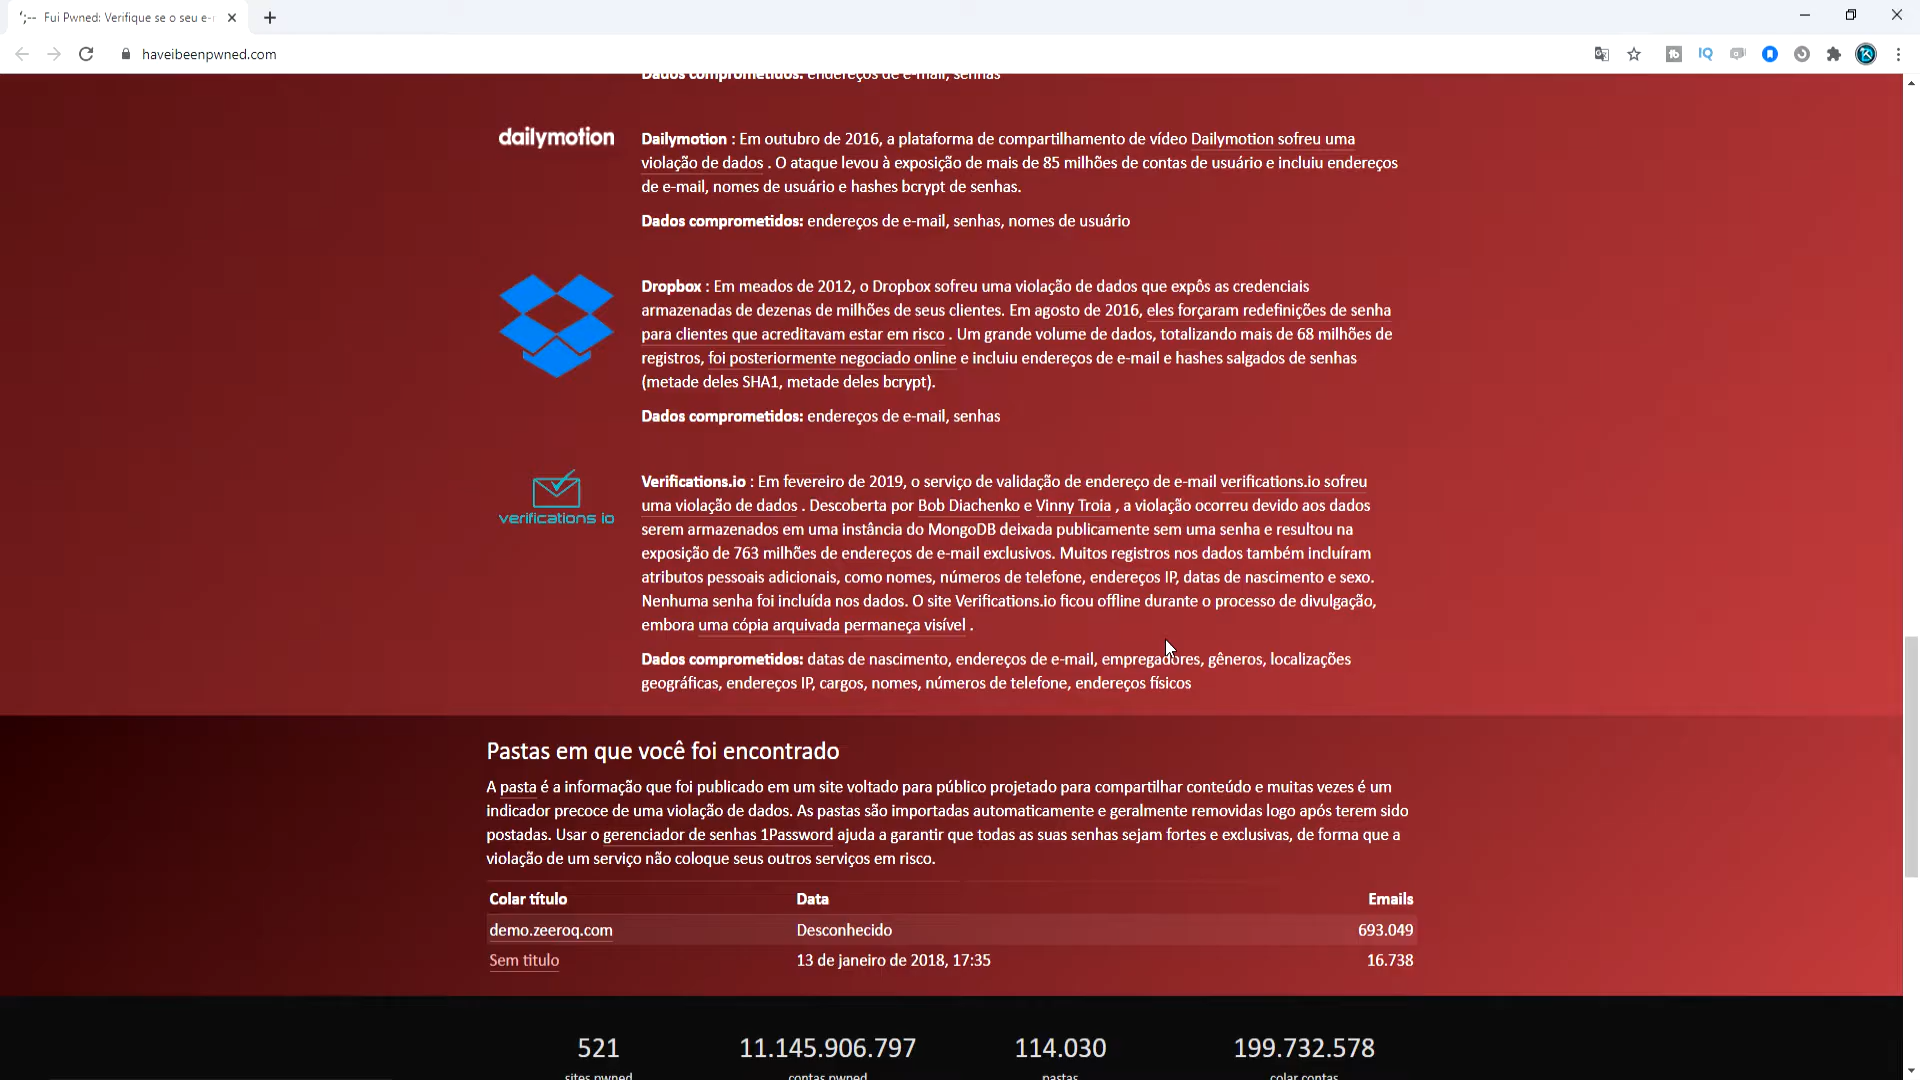 Fui Pwned: Verifique se o seu e-
haveibeenpwned.com
Dados comprometidos: endereços de e-mail, senhas
dailymotion
Dailymotion : Em outubro de 2016, a plataforma de compartilhamento de vídeo Dailymotion sofreu uma
violação de dados . O ataque levou à exposição de mais de 85 milhões de contas de usuário e incluiu endereços
de e-mail, nomes de usuário e hashes bcrypt de senhas.
Dados comprometidos: endereços de e-mail, senhas, nomes de usuário
Dropbox : Em meados de 2012, o Dropbox sofreu uma violação de dados que expôs as credenciais
armazenadas de dezenas de milhões de seus clientes. Em agosto de 2016, eles forçaram redefinições de senha
para clientes que acreditavam estar em risco . Um grande volume de dados, totalizando mais de 68 milhões de
registros, foi posteriormente negociado online e incluiu endereços de e-mail e hashes salgados de senhas
(metade deles SHA1, metade deles bcrypt).
Dados comprometidos: endereços de e-mail, senhas
verifications io
Verifications.io : Em fevereiro de 2019, o serviço de validação de endereço de e-mail verifications.io sofreu
uma violação de dados . Descoberta por Bob Diachenko e Vinny Troia , a violação ocorreu devido aos dados
serem armazenados em uma instância do MongoDB deixada publicamente sem uma senha e resultou na
exposição de 763 milhões de endereços de e-mail exclusivos. Muitos registros nos dados também incluíram
atributos pessoais adicionais, como nomes, números de telefone, endereços IP, datas de nascimento e sexo.
Nenhuma senha foi incluída nos dados. O site Verifications.io ficou offline durante o processo de divulgação,
embora uma cópia arquivada permaneça visível .
Dados comprometidos: datas de nascimento, endereços de e-mail, empregadores, gêneros, localizações
geográficas, endereços IP, cargos, nomes, números de telefone, endereços físicos
Pastas em que você foi encontrado
A pasta é a informação que foi publicado em um site voltado para público projetado para compartilhar conteúdo e muitas vezes é um
indicador precoce de uma violação de dados. As pastas são importadas automaticamente e geralmente removidas logo após terem sido
postadas. Usar o gerenciador de senhas 1Password ajuda a garantir que todas as suas senhas sejam fortes e exclusivas, de forma que a
violação de um serviço não coloque seus outros serviços em risco.
Colar título Data Emails
demo.zeeroq.com Desconhecido 693.049
Sem título 13 de janeiro de 2018, 17:35 16.738
521 11.145.906.797 114.030 199.732.578
sites pwned contas pwned pastas colar contas